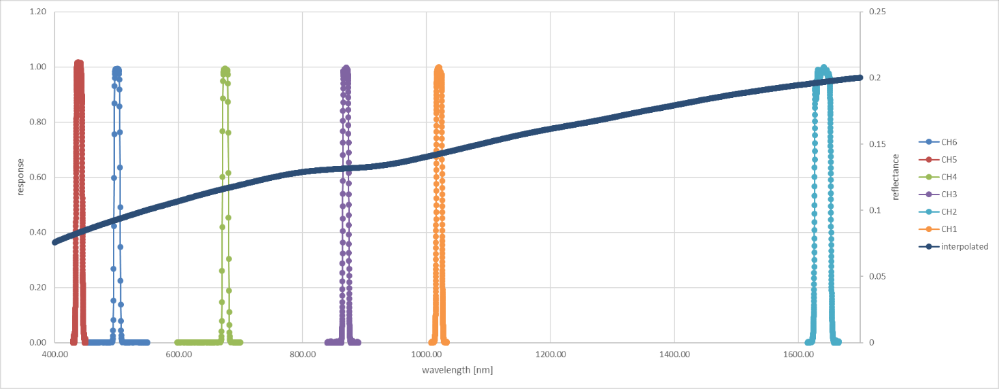 1.20
1.00
0.80
0.60
0.40
0.20
0.00
response
0.25
0.2
0.15
0.1
0.05
0
reflectance
400.00 600.00 800.00 1000.00 1200.00 1400.00 1600.00
wavelength [nm]
CH6
CH5
CH4
CH3
CH2
CH1
interpolated